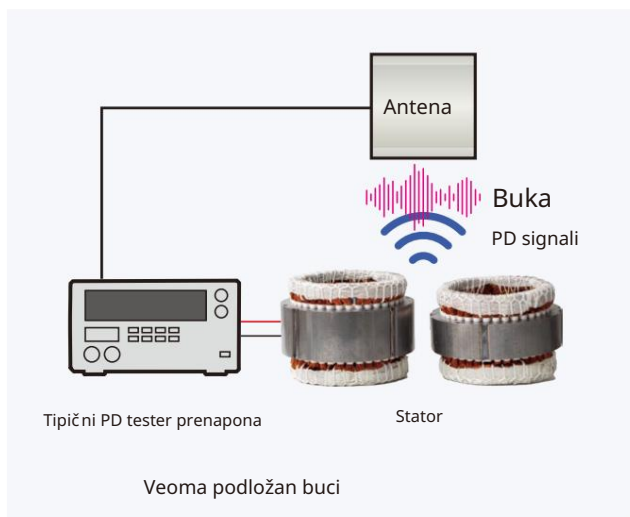 Antena
Buka
PD signali
Tipični PD tester prenapona
Stator
Veoma podložan buci